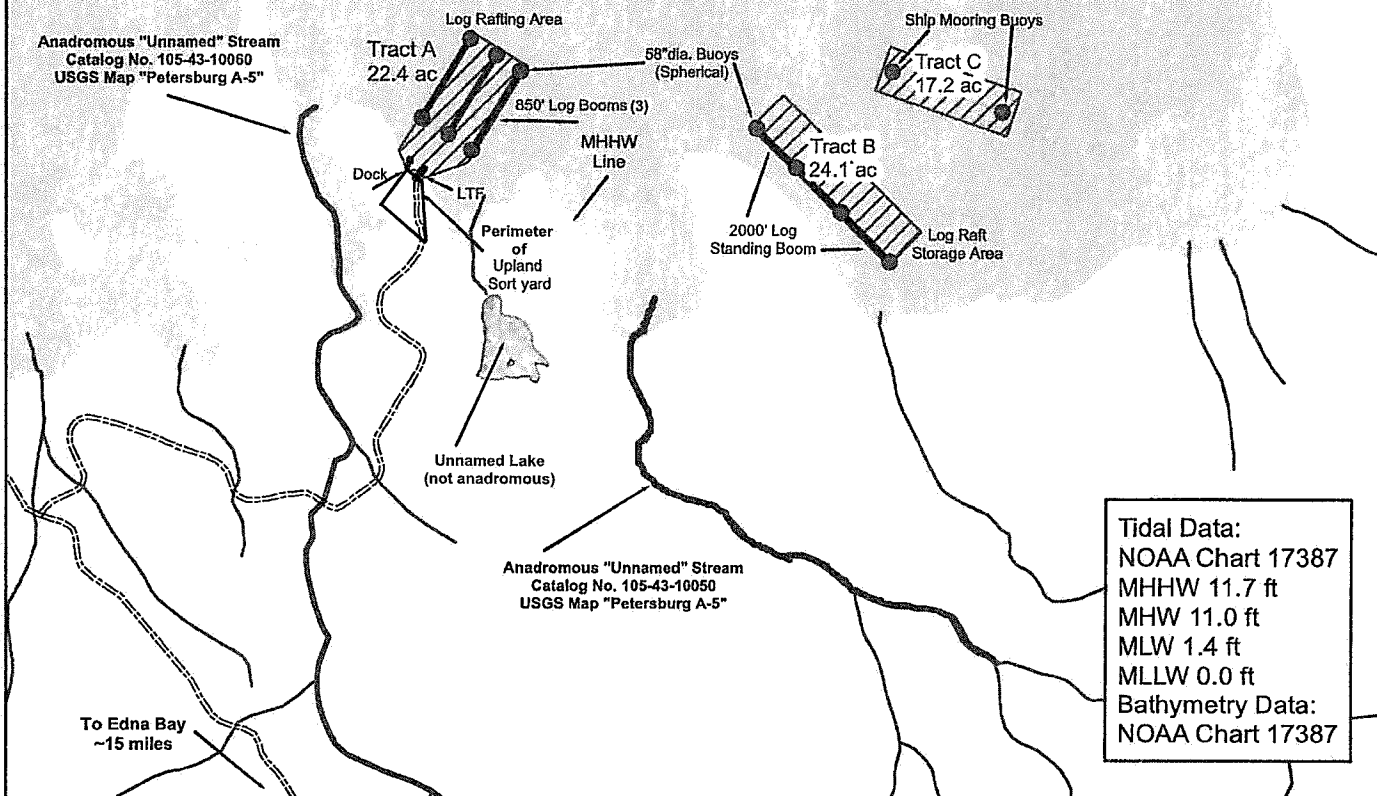 Anadromous "Unnamed" Stream
Catalog No. 105-43-10060
USGS Map "Petersburg A-5"
Log Rafting Area
Tract A
22.4 ac
58"dia. Buoys
(Spherical)
Ship Mooring Buoys
Tract C
17.2 ac
850' Log Booms (3)
MHHW
Line
Tract B
24.1 ac
Dock
LTF
Perimeter
of
Upland
Sort yard
2000' Log
Standing Boom
Log Raft
Storage Area
Unnamed Lake
(not anadromous)
Anadromous "Unnamed" Stream
Catalog No. 105-43-10050
USGS Map "Petersburg A-5"
Tidal Data:
NOAA Chart 17387
MHHW 11.7 ft
MHW 11.0 ft
MLW 1.4 ft
MLLW 0.0 ft
Bathymetry Data:
NOAA Chart 17387
To Edna Bay
~15 miles